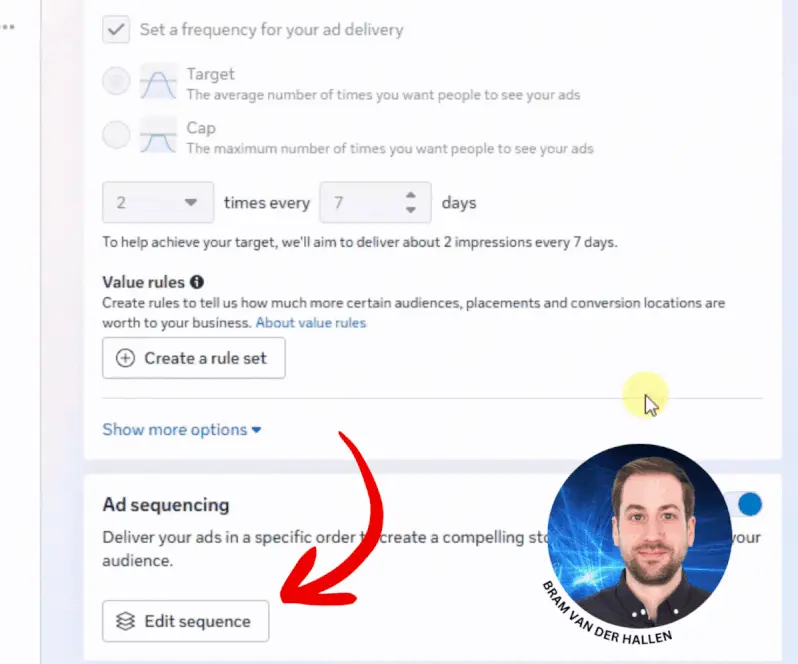 Set a frequency for your ad delivery
Target
The average number of times you want people to see your ads
Cap
The maximum number of times you want people to see your ads
2 times every 7 days
To help achieve your target, we'll aim to deliver about 2 impressions every 7 days.
Value rules
Create rules to tell us how much more certain audiences, placements and conversion locations are
worth to your business. About value rules
Create a rule set
Show more options
Ad sequencing
Deliver your ads in a specific order create a compelling your
audience.
Edit sequence
BRAM VAN DER HALLEN